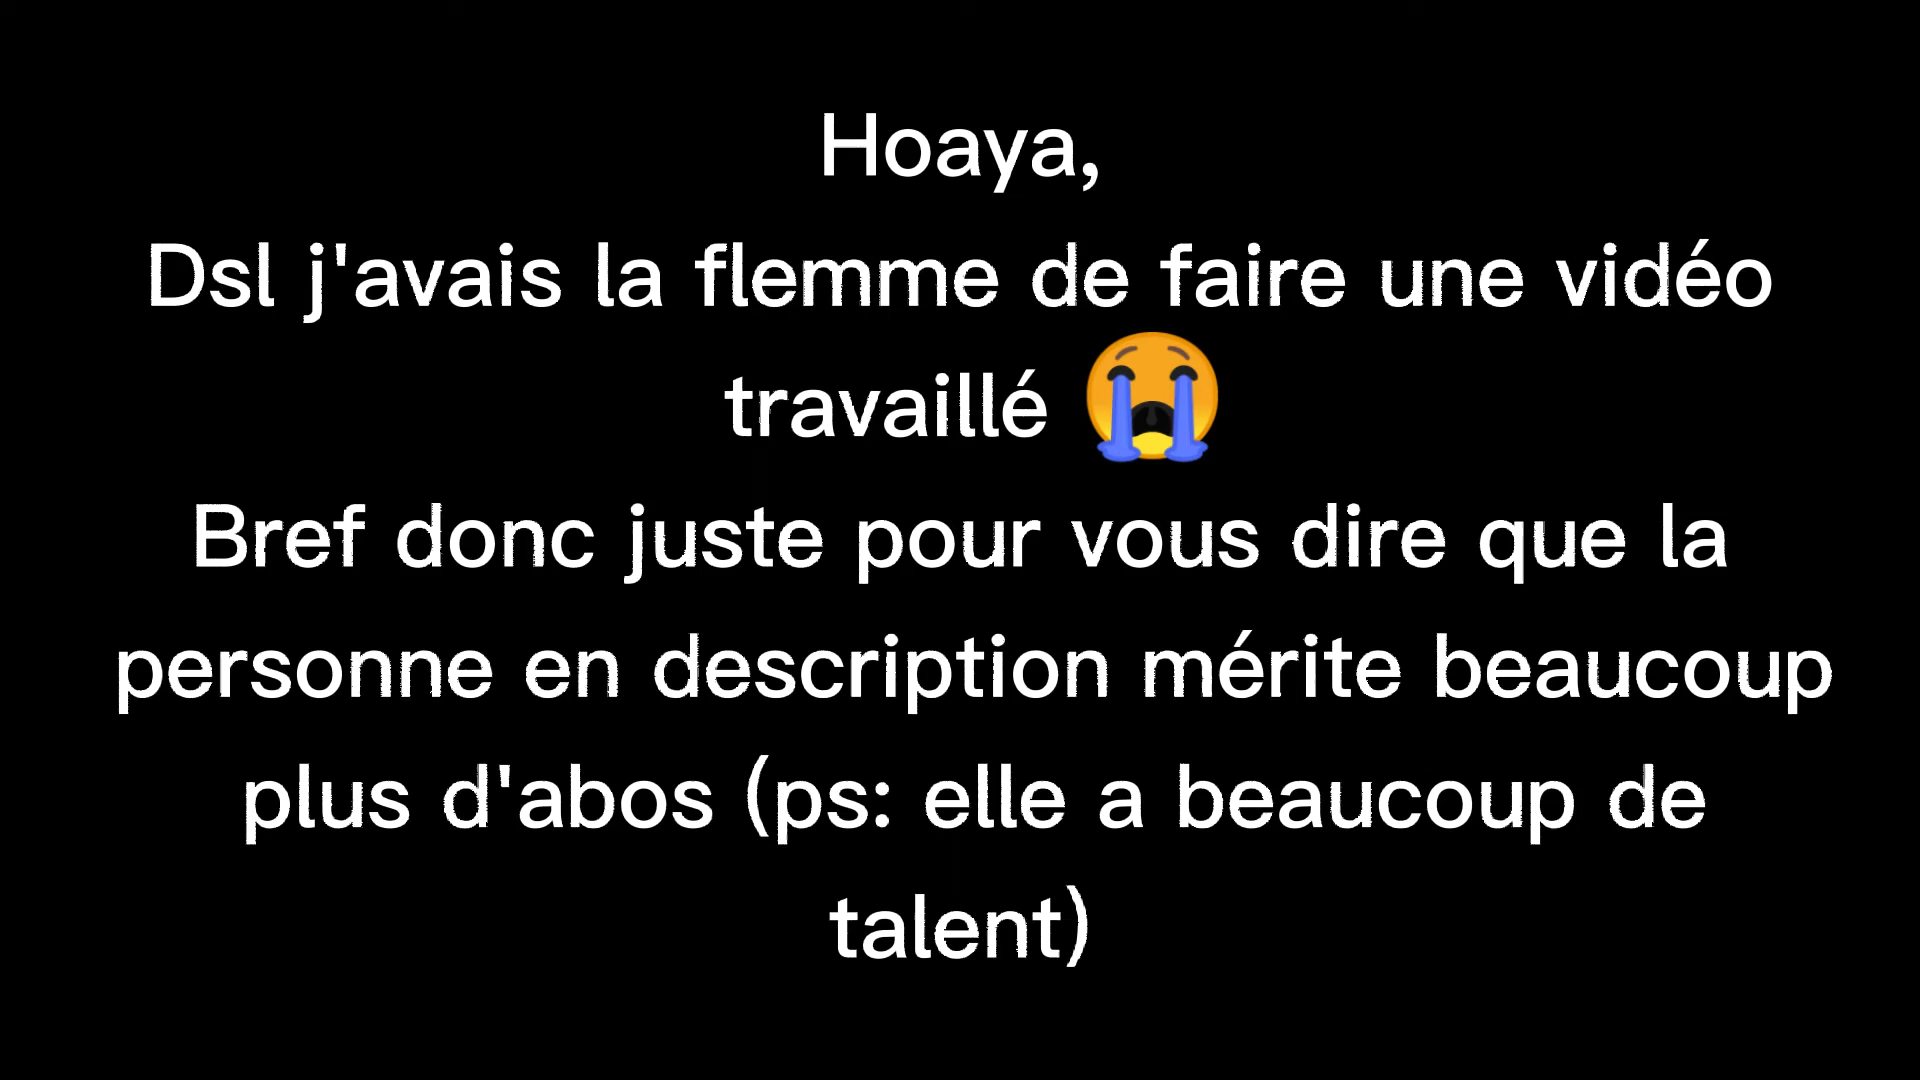 Hoaya,
Dsl j'avais la flemme de faire une vidéo
travaillé 😭
Bref donc juste pour vous dire que la
personne en description mérite beaucoup
plus d'abos (ps: elle a beaucoup de
talent)